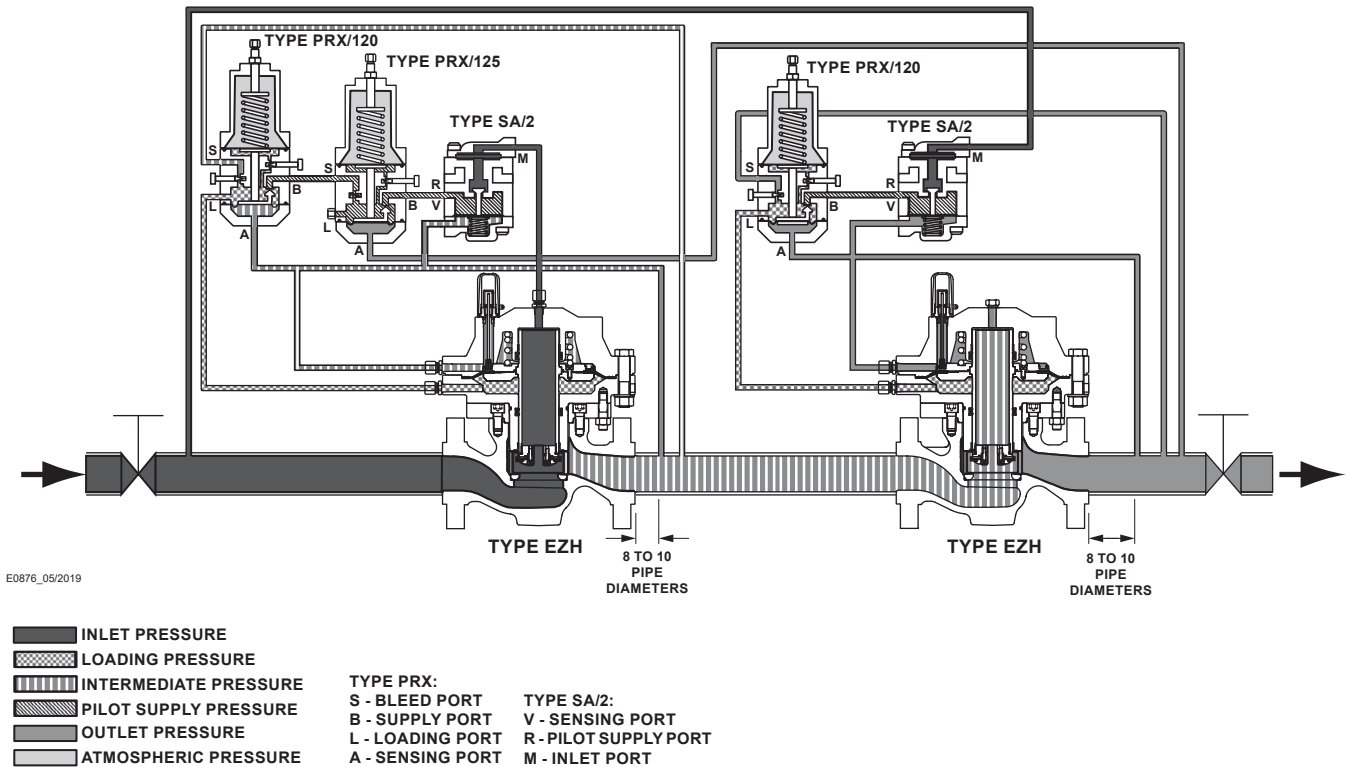 TYPE PRX/120
TYPE PRX/125
TYPE SA/2
TYPE PRX/120
TYPE SA/2
S
B
L
A
S
B
L
A
R
V
M
S
B
L
A
R
V
M
TYPE EZH
8 TO 10
PIPE
DIAMETERS
TYPE EZH
8 TO 10
PIPE
DIAMETERS
E0876_05/2019
INLET PRESSURE
LOADING PRESSURE
INTERMEDIATE PRESSURE
PILOT SUPPLY PRESSURE
OUTLET PRESSURE
ATMOSPHERIC PRESSURE
TYPE PRX:
S - BLEED PORT
B - SUPPLY PORT
L - LOADING PORT
A - SENSING PORT
TYPE SA/2:
V - SENSING PORT
R - PILOT SUPPLY PORT
M - INLET PORT